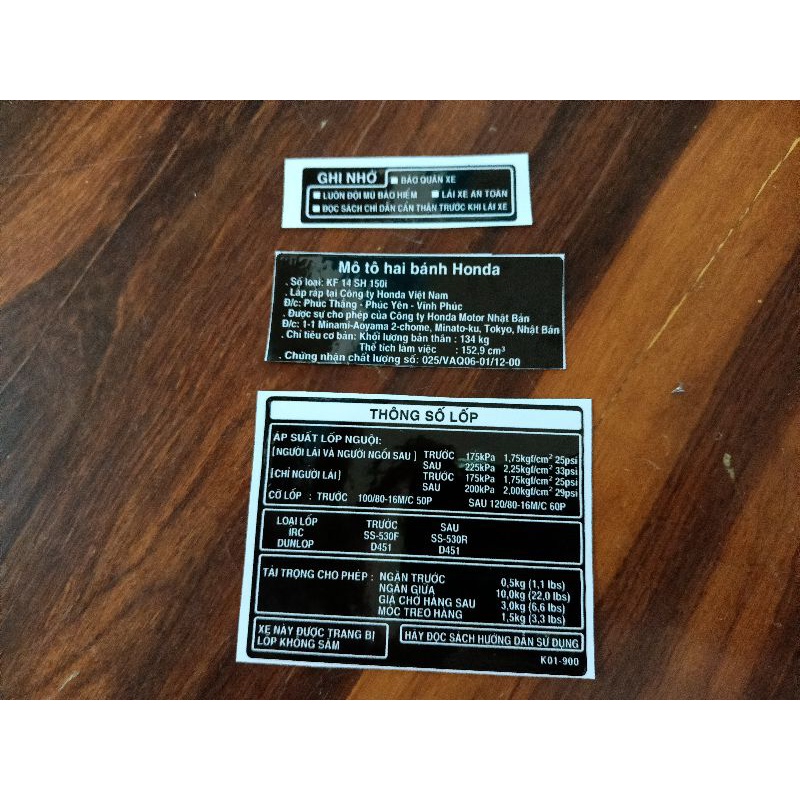 GHI NHỚ
■ BẢO QUẢN XE
■ LUÔN ĐỘI MŨ BẢO HIỂM ■ LÁI XE AN TOÀN
■ ĐỌC SÁCH CHỈ DẪN CẨN THẬN TRƯỚC KHI LÁI XE
Mô tô hai bánh Honda
. Số loại: KF 14 SH 150i
. Lắp ráp tại Công ty Honda Việt Nam
Đ/c: Phúc Thắng - Phúc Yên - Vĩnh Phúc
. Được sự cho phép của Công ty Honda Motor Nhật Bản
Đ/c: 1-1 Minami-Aoyama 2-chome, Minato-ku, Tokyo, Nhật Bản
. Chỉ tiêu cơ bản: Khối lượng bản thân : 134 kg
Thể tích làm việc : 152,9 cm³
. Chứng nhận chất lượng số: 025/VAQ06-01/12-00
THÔNG SỐ LỐP
ÁP SUẤT LỐP NGUỘI:
[NGƯỜI LÁI VÀ NGƯỜI NGỒI SAU] TRƯỚC 175kPa 1,75kgf/cm² 25psi
SAU 225kPa 2,25kgf/cm² 33psi
[CHỈ NGƯỜI LÁI] TRƯỚC 175kPa 1,75kgf/cm² 25psi
SAU 200kPa 2,00kgf/cm² 29psi
CỠ LỐP : TRƯỚC 100/80-16M/C 50P SAU 120/80-16M/C 60P
LOẠI LỐP TRƯỚC SAU
IRC SS-530F SS-530R
DUNLOP D451 D451
TẢI TRỌNG CHO PHÉP : NGĂN TRƯỚC 0,5kg (1,1 lbs)
NGĂN GIỮA 10,0kg (22,0 lbs)
GIÁ CHỞ HÀNG SAU 3,0kg (6,6 lbs)
MÓC TREO HÀNG 1,5kg (3,3 lbs)
XE NÀY ĐƯỢC TRANG BỊ
LỐP KHÔNG SĂM
HÃY ĐỌC SÁCH HƯỚNG DẪN SỬ DỤNG
K01-900